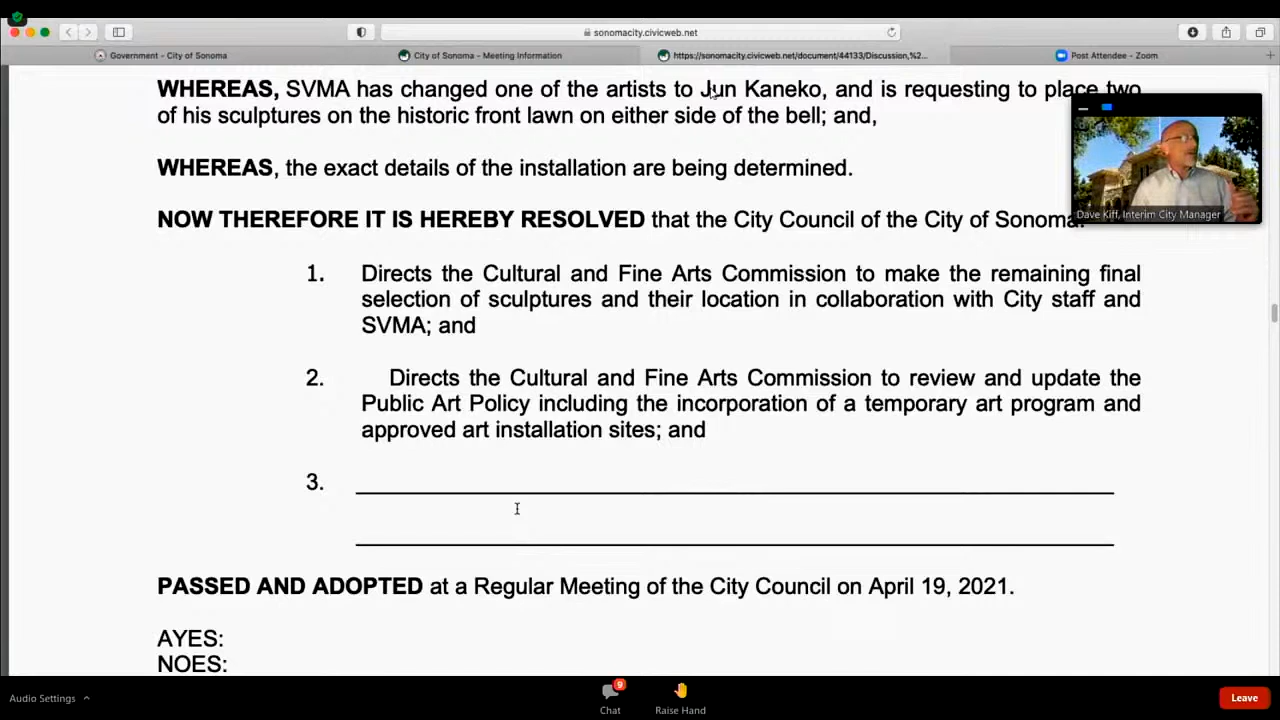 sonomacity.civicweb.net
Government - City of Sonoma
City of Sonoma - Meeting Information
https://sonomacity.civicweb.net/document/44133/Discussion,%2...
Post Attendee - Zoom
WHEREAS, SVMA has changed one of the artists to Jun Kaneko, and is requesting to place two
of his sculptures on the historic front lawn on either side of the bell; and,
WHEREAS, the exact details of the installation are being determined.
NOW THEREFORE IT IS HEREBY RESOLVED that the City Council of the City of Sonoma:
Dave Kiff, Interim City Manager
1. Directs the Cultural and Fine Arts Commission to make the remaining final
selection of sculptures and their location in collaboration with City staff and
SVMA; and
2. Directs the Cultural and Fine Arts Commission to review and update the
Public Art Policy including the incorporation of a temporary art program and
approved art installation sites; and
3.
PASSED AND ADOPTED at a Regular Meeting of the City Council on April 19, 2021.
AYES:
NOES:
Audio Settings
9
Chat
Raise Hand
Leave